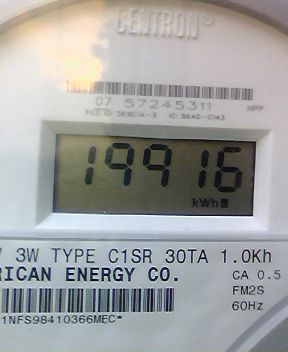 CENTRON®
07 57245311
19916
kWh
3W TYPE C1SR 30TA 1.0Kh
RICAN ENERGY CO.
CA 0.5
FM2S
60Hz
1NFS98410366MEC*